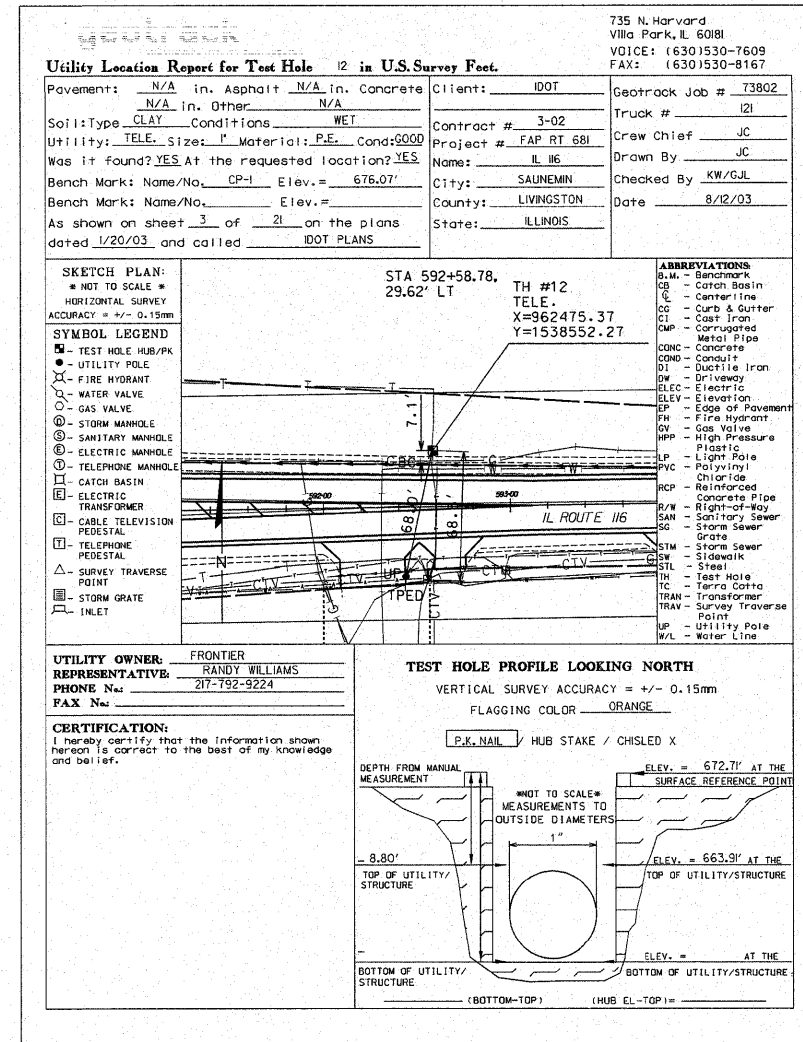 geotrack
735 N. Harvard
Villa Park, IL 60181
VOICE: (630)530-7609
FAX: (630)530-8167
Utility Location Report for Test Hole 12 in U.S. Survey Feet.
Pavement: N/A in. Asphalt N/A in. Concrete
N/A in. Other N/A
Soil: Type CLAY Conditions WET
Utility: TELE. Size: 1" Material: P.E. Cond: GOOD
Was it found? YES At the requested location? YES
Bench Mark: Name/No. CP-1 Elev.= 676.07'
Bench Mark: Name/No. Elev.=
As shown on sheet 3 of 21 on the plans
dated 1/20/03 and called IDOT PLANS
Client: IDOT
Contract # 3-02
Project # FAP RT 681
Name: IL 116
City: SAUNEMIN
County: LIVINGSTON
State: ILLINOIS
Geotrack Job # 73802
Truck # 121
Crew Chief JC
Drawn By JC
Checked By KW/GJL
Date 8/12/03
SKETCH PLAN:
* NOT TO SCALE *
HORIZONTAL SURVEY
ACCURACY = +/- 0.15mm
SYMBOL LEGEND
- TEST HOLE HUB/PK
- UTILITY POLE
- FIRE HYDRANT
- WATER VALVE
- GAS VALVE
D - STORM MANHOLE
S - SANITARY MANHOLE
E - ELECTRIC MANHOLE
T - TELEPHONE MANHOLE
- CATCH BASIN
E - ELECTRIC
TRANSFORMER
C - CABLE TELEVISION
PEDESTAL
T - TELEPHONE
PEDESTAL
- SURVEY TRAVERSE
POINT
- STORM GRATE
- INLET
STA 592+58.78,
29.62' LT
TH #12
TELE.
X=962475.37
Y=1538552.27
T T T
7.1'
592+00
593+00
IL ROUTE 116
N
CTV CTV UP CTV CTV G
TPED
CTV
G
ABBREVIATIONS:
B.M. - Benchmark
CB - Catch Basin
℄ - Centerline
CG - Curb & Gutter
CI - Cast Iron
CMP - Corrugated
Metal Pipe
CONC - Concrete
COND - Conduit
DI - Ductile Iron
DW - Driveway
ELEC - Electric
ELEV - Elevation
EP - Edge of Pavement
FH - Fire Hydrant
GV - Gas Valve
HPP - High Pressure
Plastic
LP - Light Pole
PVC - Polyvinyl
Chloride
RCP - Reinforced
Concrete Pipe
R/W - Right-of-Way
SAN - Sanitary Sewer
SG - Storm Sewer
Grate
STM - Storm Sewer
SW - Sidewalk
STL - Steel
TH - Test Hole
TC - Terra Cotta
TRAN - Transformer
TRAV - Survey Traverse
Point
UP - Utility Pole
W/L - Water Line
UTILITY OWNER: FRONTIER
REPRESENTATIVE: RANDY WILLIAMS
PHONE No.: 217-792-9224
FAX No.:
CERTIFICATION:
I hereby certify that the information shown
hereon is correct to the best of my knowledge
and belief.
TEST HOLE PROFILE LOOKING NORTH
VERTICAL SURVEY ACCURACY = +/- 0.15mm
FLAGGING COLOR ORANGE
P.K. NAIL / HUB STAKE / CHISLED X
DEPTH FROM MANUAL
MEASUREMENT
ELEV. = 672.71' AT THE
SURFACE REFERENCE POINT
*NOT TO SCALE*
MEASUREMENTS TO
OUTSIDE DIAMETERS
1"
- 8.80'
TOP OF UTILITY/
STRUCTURE
ELEV. = 663.91' AT THE
TOP OF UTILITY/STRUCTURE
-
BOTTOM OF UTILITY/
STRUCTURE
ELEV. = AT THE
BOTTOM OF UTILITY/STRUCTURE
(BOTTOM-TOP)
(HUB EL-TOP)=